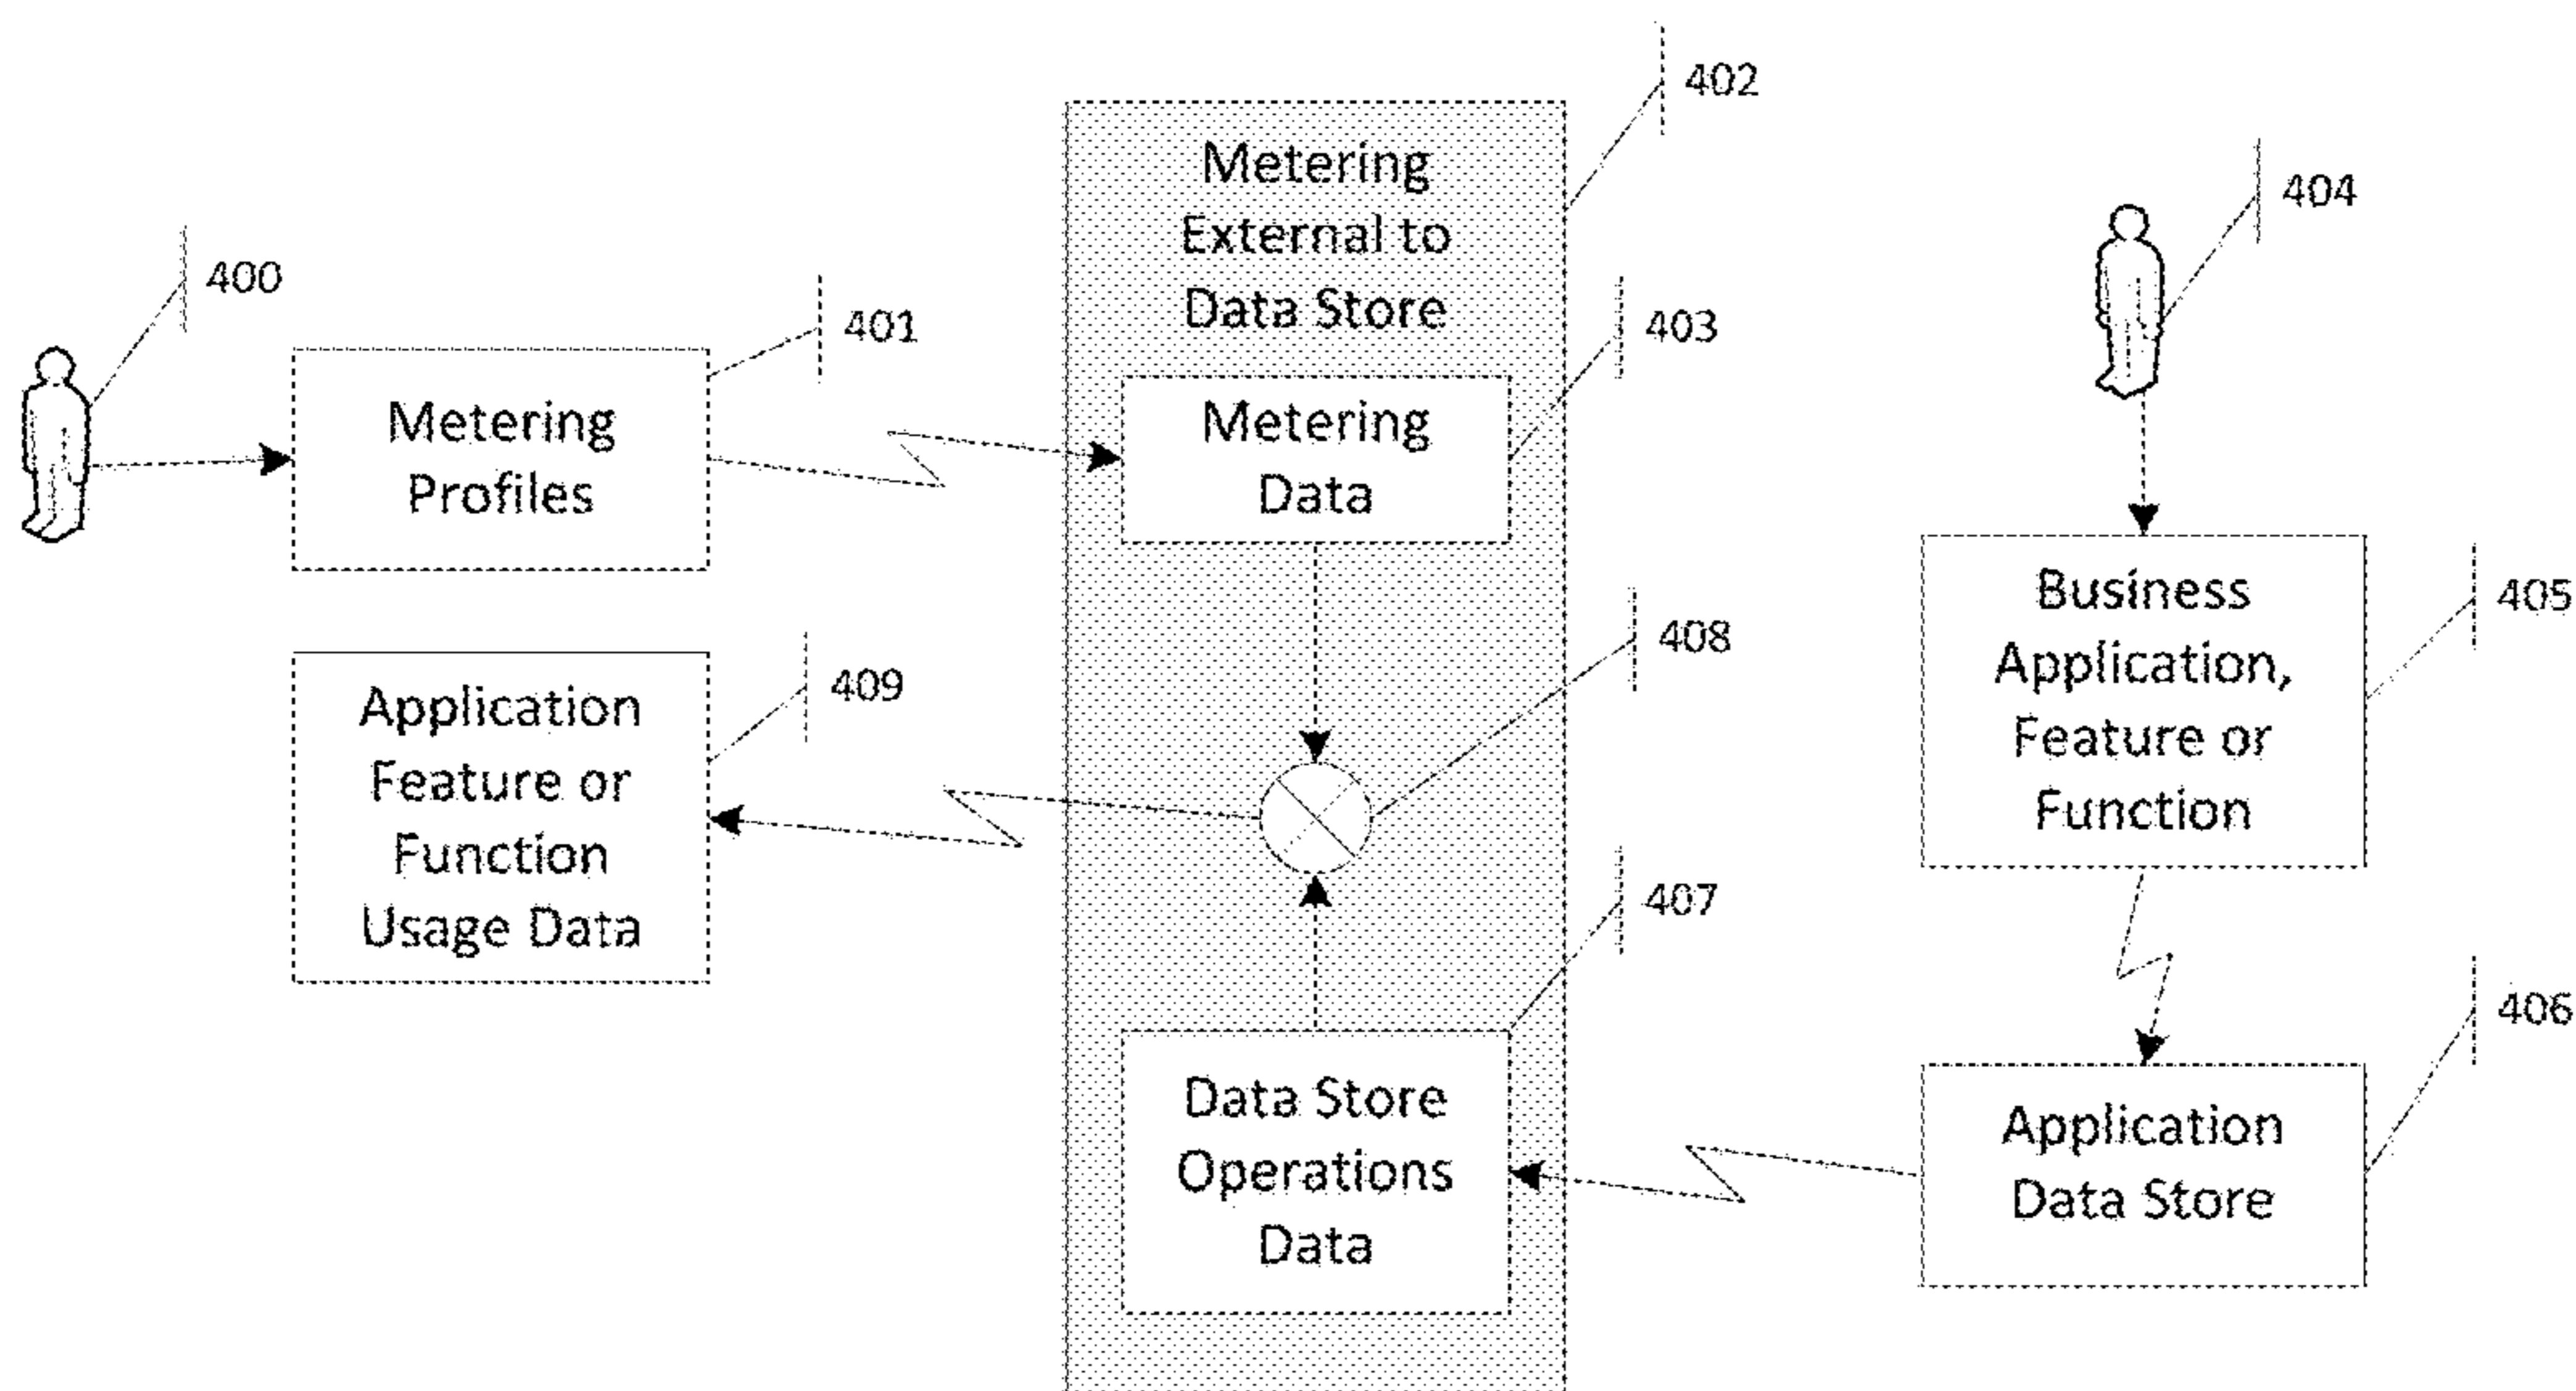 402
Metering
External to
Data Store
404
400
401
403
Metering
Profiles
Metering
Data
Business
Application,
Feature or
Function
405
408
409
Application
Feature or
Function
Usage Data
407
406
Data Store
Operations
Data
Application
Data Store